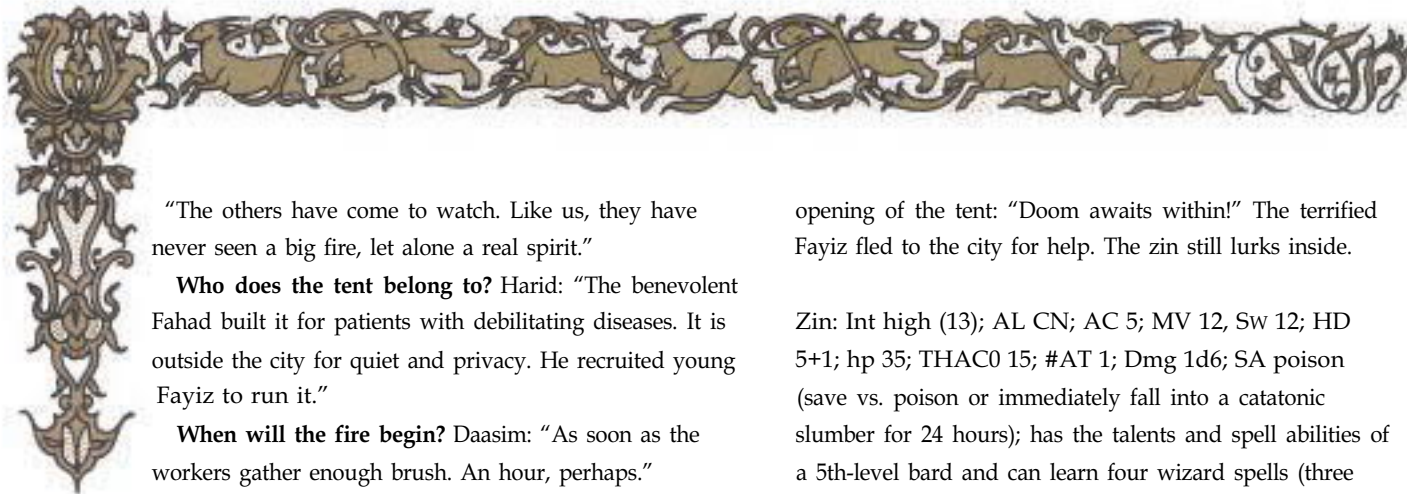 “The others have come to watch. Like us, they have
never seen a big fire, let alone a real spirit.”
Who does the tent belong to? Harid: “The benevolent
Fahad built it for patients with debilitating diseases. It is
outside the city for quiet and privacy. He recruited young
Fayiz to run it.”
When will the fire begin? Daasim: “As soon as the
workers gather enough brush. An hour, perhaps.”
opening of the tent: “Doom awaits within!” The terrified
Fayiz fled to the city for help. The zin still lurks inside.
Zin: Int high (13); AL CN; AC 5; MV 12, SW 12; HD
5+1; hp 35; THAC0 15; #AT 1; Dmg 1d6; SA poison
(save vs. poison or immediately fall into a catatonic
slumber for 24 hours); has the talents and spell abilities of
a 5th-level bard and can learn four wizard spells (three